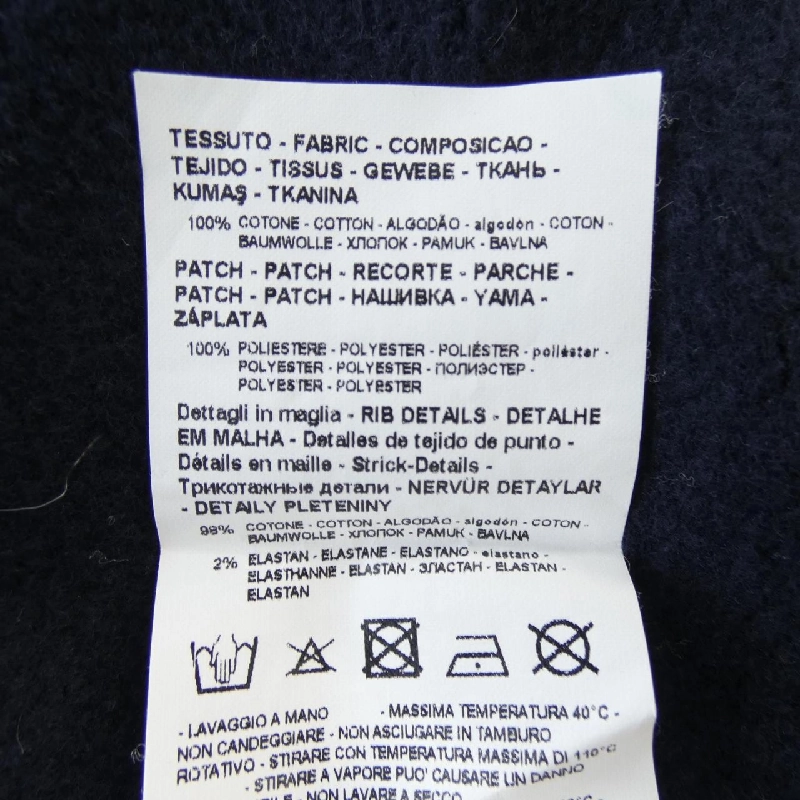 TESSUTO - FABRIC - COMPOSICAO -
TEJIDO - TISSUS - GEWEBE - ТКАНЬ -
KUMAŞ - TKANINA
100% COTONE - COTTON - ALGODÃO - algodón - COTON -
BAUMWOLLE - ХЛОПОК - PAMUK - BAVLNA
PATCH - PATCH - RECORTE - PARCHE -
PATCH - PATCH - НАШИВКА - YAMA -
ZÁPLATA
100% POLIESTERE - POLYESTER - POLIÉSTER - poliéster -
POLYESTER - POLYESTER - ПОЛИЭСТЕР -
POLYESTER - POLYESTER
Dettagli in maglia - RIB DETAILS - DETALHE
EM MALHA - Detalles de tejido de punto -
Détails en maille - Strick-Details -
Трикотажные детали - NERVÜR DETAYLAR
- DETAILY PLETENINY
98% COTONE - COTTON - ALGODÃO - algodón - COTON -
BAUMWOLLE - ХЛОПОК - PAMUK - BAVLNA
2% ELASTAN - ELASTANE - ELASTANO - elastano -
ELASTHANNE - ELASTAN - ЭЛАСТАН - ELASTAN -
ELASTAN
- LAVAGGIO A MANO - MASSIMA TEMPERATURA 40°C -
NON CANDEGGIARE - NON ASCIUGARE IN TAMBURO
ROTATIVO - STIRARE CON TEMPERATURA MASSIMA DI 110°C
- STIRARE A VAPORE PUO' CAUSARE UN DANNO
- NON LAVARE A SECCO